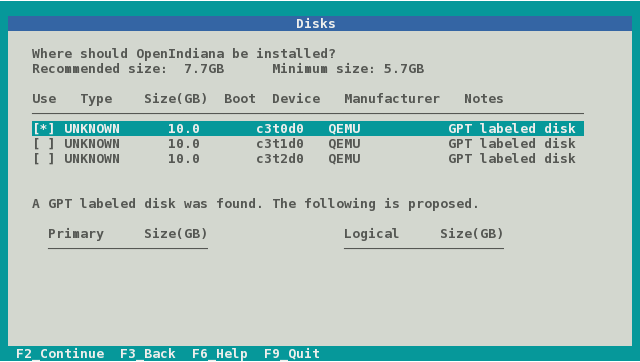 Disks
Where should OpenIndiana be installed?
Recommended size:  7.7GB      Minimum size: 5.7GB
Use   Type    Size(GB)  Boot  Device   Manufacturer   Notes
[*] UNKNOWN      10.0       c3t0d0   QEMU           GPT labeled disk
[ ] UNKNOWN      10.0       c3t1d0   QEMU           GPT labeled disk
[ ] UNKNOWN      10.0       c3t2d0   QEMU           GPT labeled disk
A GPT labeled disk was found. The following is proposed.
Primary     Size(GB)                 Logical     Size(GB)
F2_Continue  F3_Back  F6_Help  F9_Quit